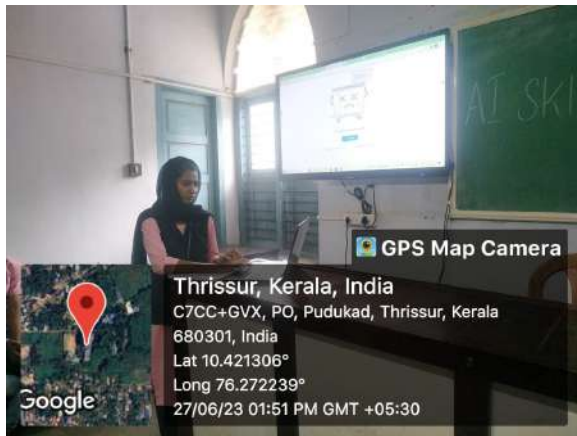 AI SKI
GPS Map Camera
Thrissur, Kerala, India
C7CC+GVX, PO, Pudukad, Thrissur, Kerala
680301, India
Lat 10.421306°
Long 76.272239°
27/06/23 01:51 PM GMT +05:30
Google